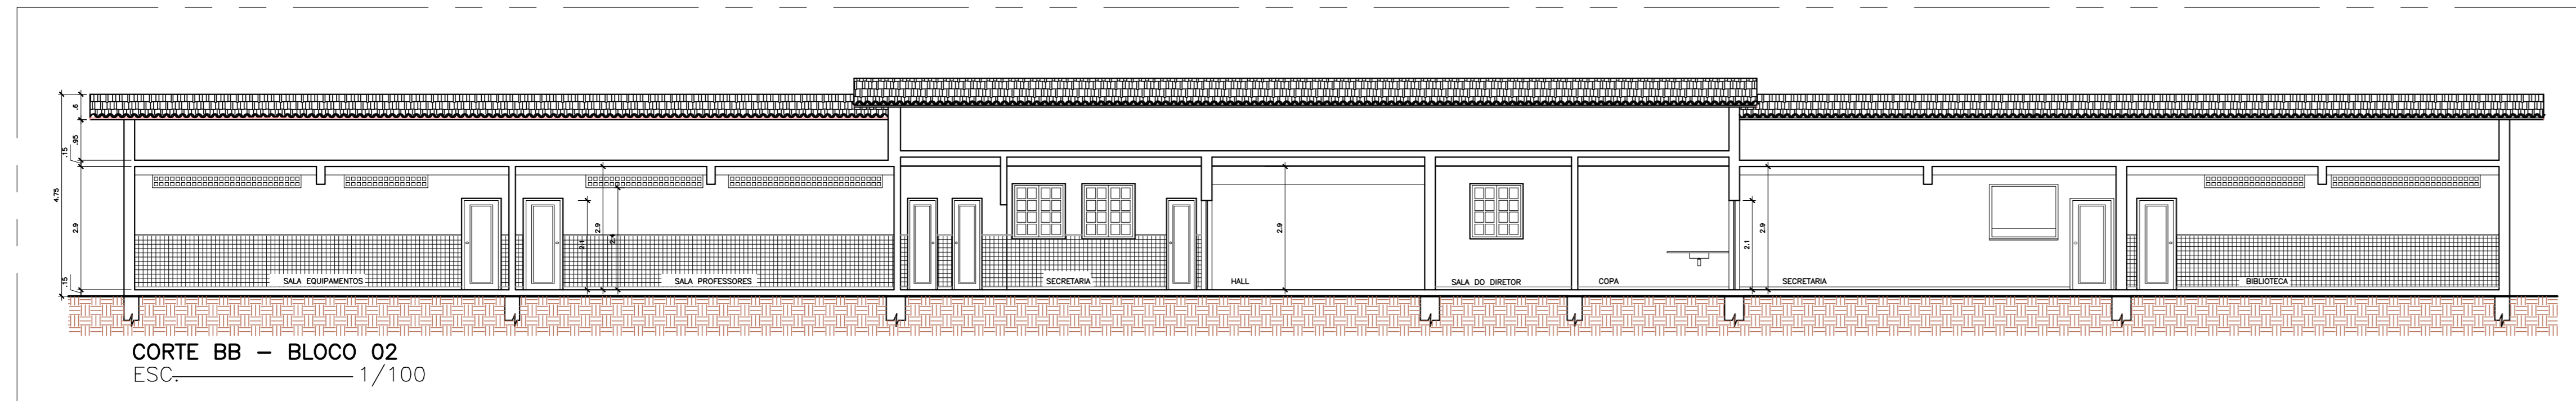 .6
.95
.15
4.75
2.9
.15
2.1
2.9
2.4
2.9
2.1
2.9
SALA EQUIPAMENTOS
SALA PROFESSORES
SECRETARIA
HALL
SALA DO DIRETOR
COPA
SECRETARIA
BIBLIOTECA
CORTE BB – BLOCO 02
ESC. 1/100